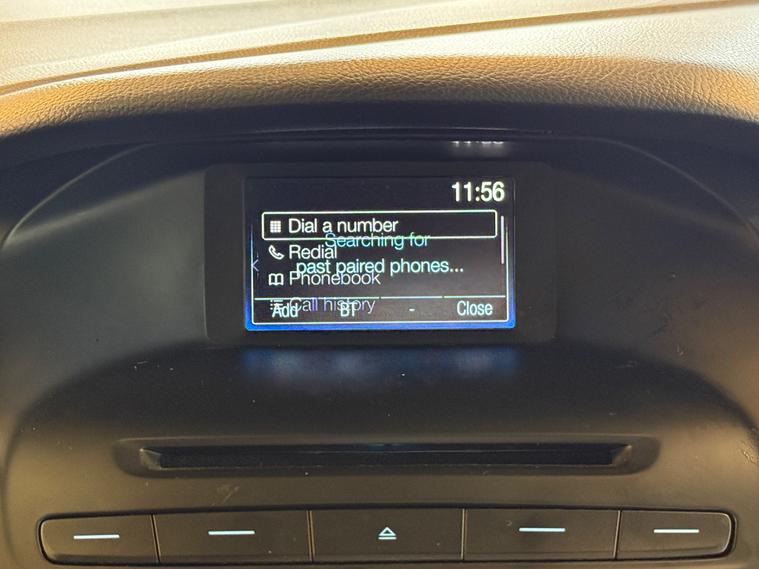 11:56
Dial a number
Searching for
Redial
past paired phones...
Phonebook
Call history
Add BT - Close